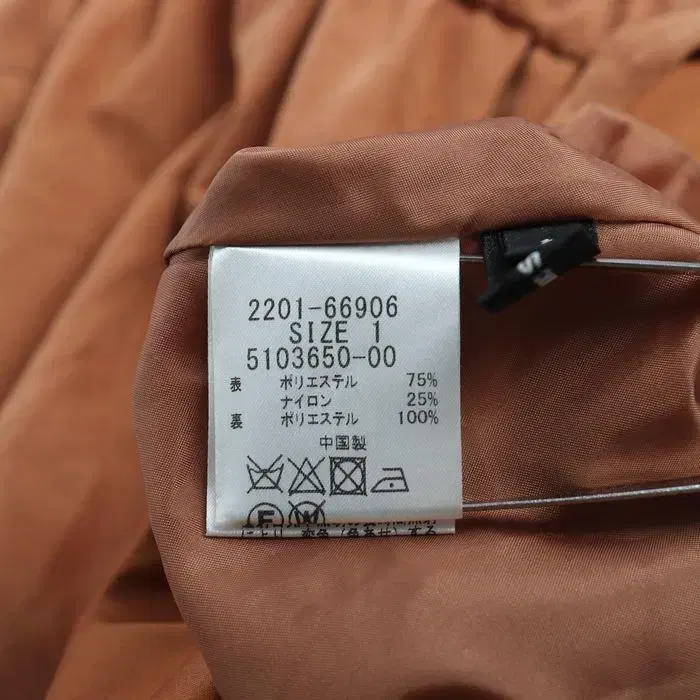 2201-66906
SIZE 1
5103650-00
表 ポリエステル 75%
ナイロン 25%
裏 ポリエステル 100%
中国製
F W